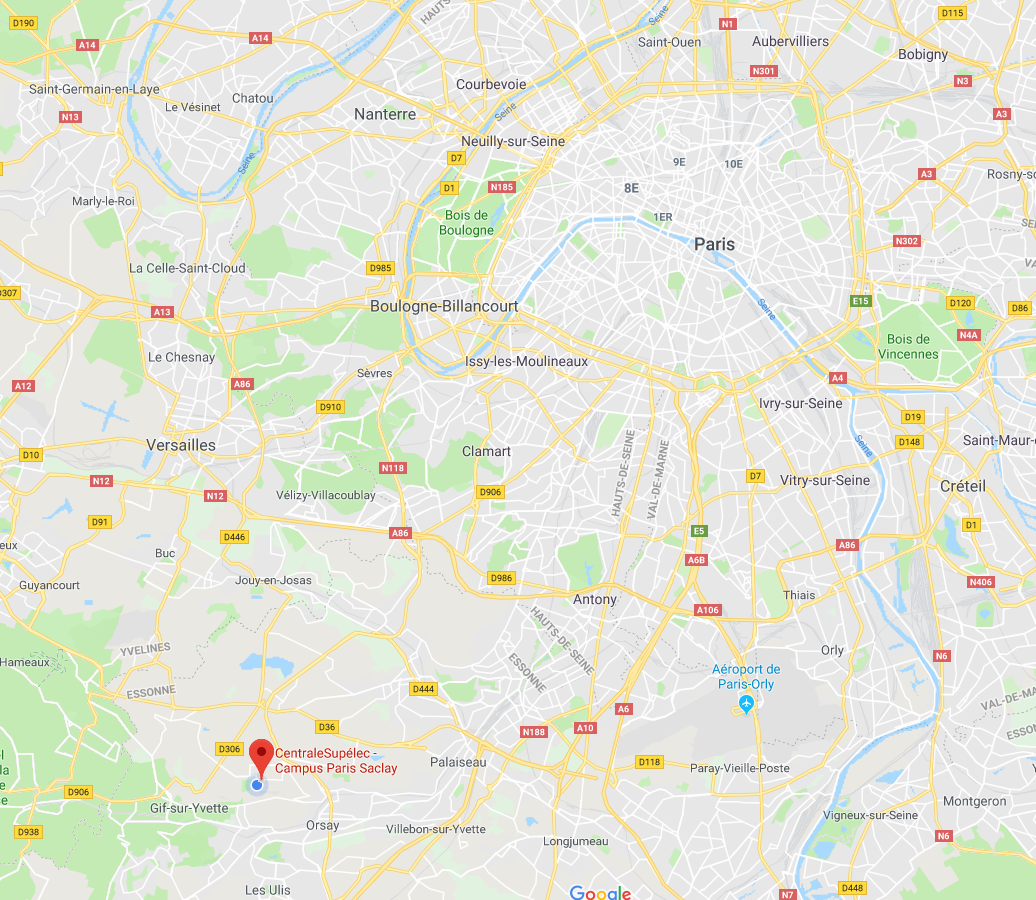 D190
HAUTS
Seine
N1
D115
A14
A14
Saint-Ouen
Aubervilliers
Bobigny
N301
N3
Saint-Germain-en-Laye
Chatou
Le Vésinet
Courbevoie
Nanterre
Seine
N13
A3
Neuilly-sur-Seine
D7
Seine
9E
10E
A3
Rosny-so
D1
N185
8E
Marly-le-Roi
Bois de
Boulogne
1ER
N302
Paris
La Celle-Saint-Cloud
D985
D307
E15
D120
D86
Boulogne-Billancourt
Seine
A13
N4A
Bois de
Vincennes
Le Chesnay
Issy-les-Moulineaux
Sèvres
A12
A86
A4
D910
Ivry-sur-Seine
D19
Versailles
Clamart
HAUTS-DE-SEINE
VAL-DE-MARNE
Seine
D148
Saint-Maur-
D10
N118
N12
N12
Vélizy-Villacoublay
D906
D7
Vitry-sur-Seine
Créteil
D91
D446
A86
E5
D1
A86
eux
Buc
A6B
Guyancourt
Jouy-en-Josas
D986
N406
Antony
Thiais
A106
HAUTS-DE-SEINE
YVELINES
Orly
N6
Hameaux
ESSONNE
ESSONNE
Aéroport de
Paris-Orly
D444
VAL-DE-MA
A6
D36
A10
N188
ESSO
D306
CentraleSupélec -
Campus Paris Saclay
Palaiseau
D118
Paray-Vieille-Poste
D906
Gif-sur-Yvette
Montgeron
Orsay
Villebon-sur-Yvette
Vigneux-sur-Seine
D938
Longjumeau
N6
Les Ulis
Google
N7
D448